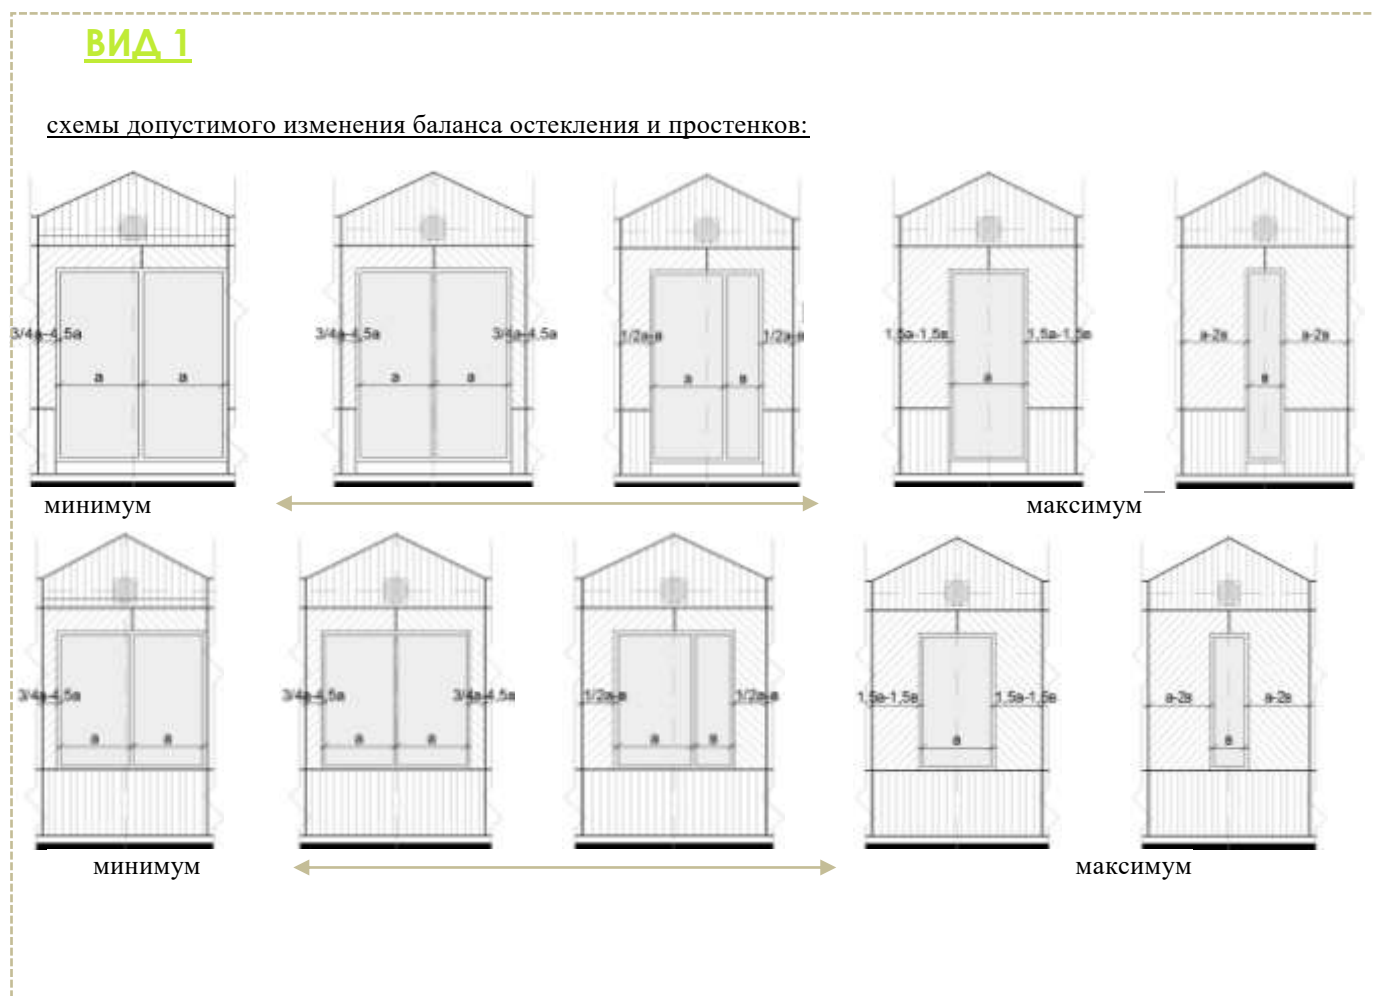 ВИД 1
схемы допустимого изменения баланса остекления и простенков:
3/4а-4,5а 3/4а-4,5а 3/4а-4,5а 1/2а-в 1/2а-в 1,5а-1,5в 1,5а-1,5в а-2в а-2в
а а а а а в а в
минимум максимум
3/4а-4,5а 3/4а-4,5а 3/4а-4,5а 1/2а-в 1/2а-в 1,5а-1,5в 1,5а-1,5в а-2в а-2в
а а а а а в а в
минимум максимум